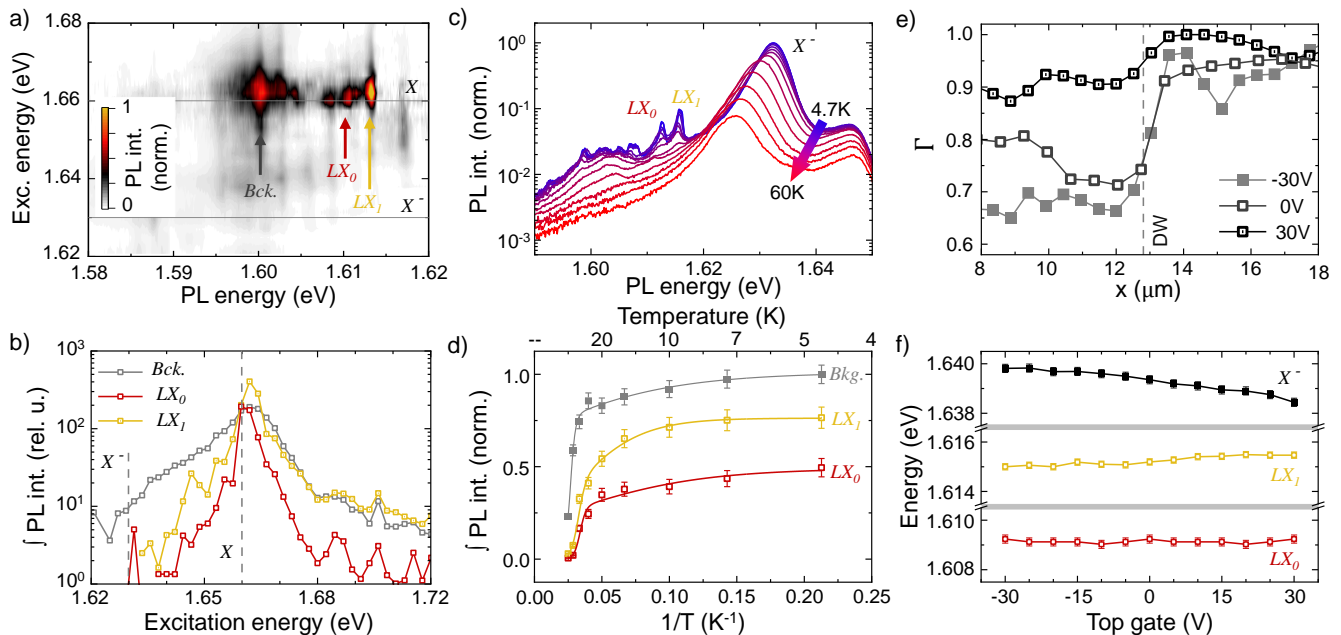 a)
Exc. energy (eV)
1.68
1.66
1.64
1.62
X
X⁻
1
0
PL int.
(norm.)
Bck.
LX₀
LX₁
1.58 1.59 1.60 1.61 1.62
PL energy (eV)
b)
∫ PL int. (rel. u.)
10³
10²
10¹
10⁰
Bck.
LX₀
LX₁
X⁻
X
1.62 1.66 1.68 1.72
Excitation energy (eV)
c)
PL int. (norm.)
10⁰
10⁻¹
10⁻²
10⁻³
X⁻
LX₀
LX₁
4.7K
60K
1.60 1.62 1.64
PL energy (eV)
d)
Temperature (K)
-- 20 10 7 5 4
∫ PL int. (norm.)
1.0
0.5
0.0
Bkg.
LX₁
LX₀
0.00 0.05 0.10 0.15 0.20 0.25
1/T (K⁻¹)
e)
Γ
1.0
0.9
0.8
0.7
0.6
DW
-30V
0V
30V
8 10 12 14 16 18
x (μm)
f)
Energy (eV)
1.640
1.638
1.616
1.614
1.609
1.608
X⁻
LX₁
LX₀
-30 -15 0 15 30
Top gate (V)